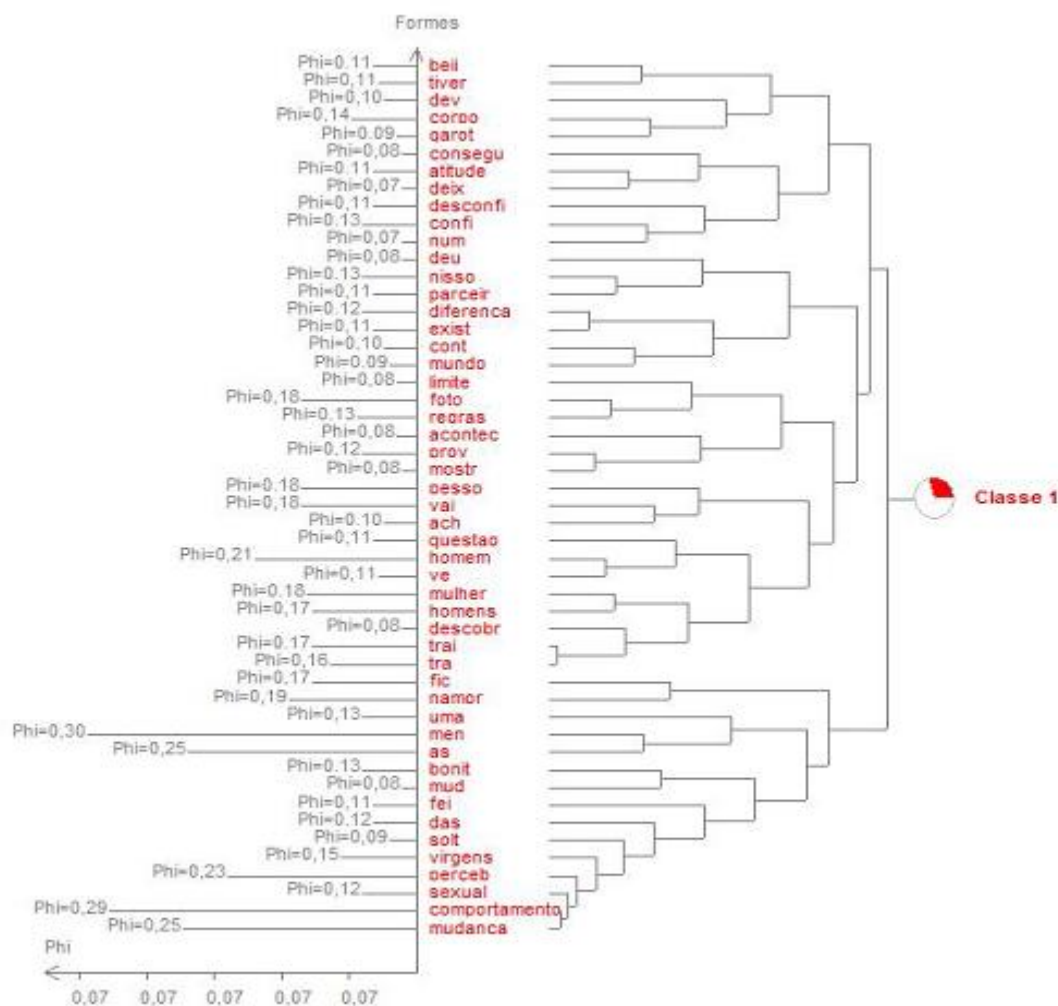 Formes
Phi=0.11 beij
Phi=0,11 tiver
Phi=0,10 dev
Phi=0,14 corpo
Phi=0.09 garot
Phi=0,08 consegu
Phi=0.11 atitude
Phi=0,07 deix
Phi=0,11 desconfi
Phi=0.13 confi
Phi=0,07 num
Phi=0,08 deu
Phi=0.13 nisso
Phi=0,11 parceir
Phi=0.12 diferenca
Phi=0,11 exist
Phi=0.10 cont
Phi=0.09 mundo
Phi=0,08 limite
Phi=0,18 foto
Phi=0.13 regras
Phi=0,08 acontec
Phi=0.12 prov
Phi=0,08 mostr
Phi=0.18 pesso
Phi=0,18 vai
Phi=0.10 ach
Phi=0,11 questao
Phi=0,21 homem
Phi=0,11 ve
Phi=0.18 mulher
Phi=0,17 homens
Phi=0,08 descobr
Phi=0.17 trai
Phi=0,16 tra
Phi=0,17 fic
Phi=0,19 namor
Phi=0,13 uma
Phi=0,30 men
Phi=0,25 as
Phi=0.13 bonit
Phi=0,08 mud
Phi=0,11 fei
Phi=0.12 das
Phi=0,09 solt
Phi=0,15 virgens
Phi=0,23 perceb
Phi=0,12 sexual
Phi=0,29 comportamento
Phi=0,25 mudanca
Classe 1
Phi
0,07 0,07 0,07 0,07 0,07